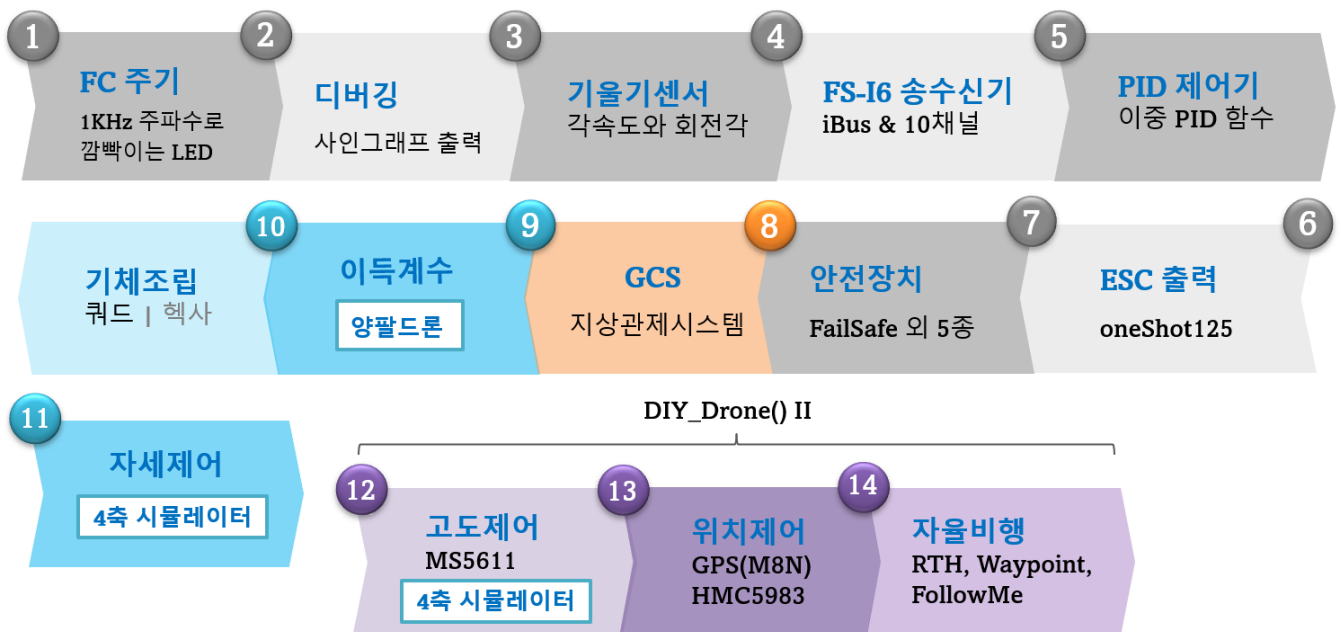 1
FC 주기
1KHz 주파수로
깜빡이는 LED
2
디버깅
사인그래프 출력
3
기울기센서
각속도와 회전각
4
FS-I6 송수신기
iBus & 10채널
5
PID 제어기
이중 PID 함수
6
ESC 출력
oneShot125
7
안전장치
FailSafe 외 5종
8
GCS
지상관제시스템
9
이득계수
양팔드론
10
기체조립
쿼드 | 헥사
11
자세제어
4축 시뮬레이터
DIY_Drone() II
12
고도제어
MS5611
4축 시뮬레이터
13
위치제어
GPS(M8N)
HMC5983
14
자율비행
RTH, Waypoint,
FollowMe